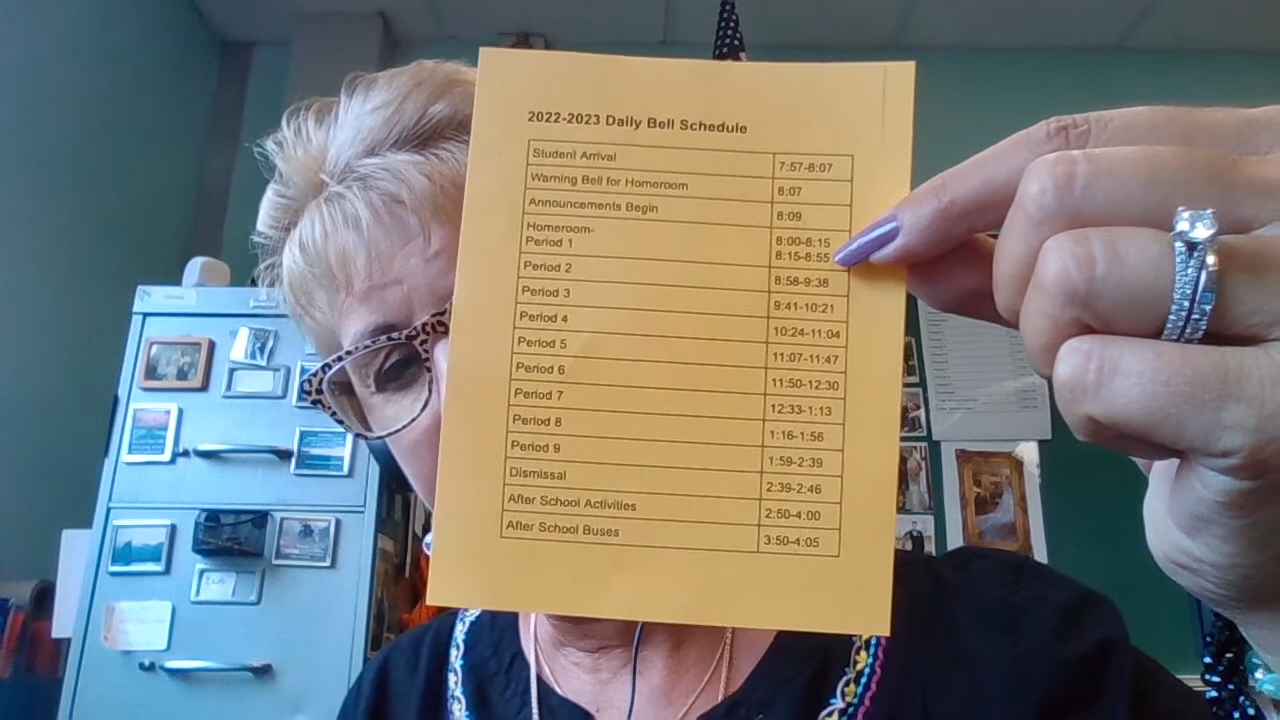 2022-2023 Daily Bell Schedule
Student Arrival 7:57-8:07
Warning Bell for Homeroom 8:07
Announcements Begin 8:09
Homeroom- 8:00-8:15
Period 1 8:15-8:55
Period 2 8:58-9:38
Period 3 9:41-10:21
Period 4 10:24-11:04
Period 5 11:07-11:47
Period 6 11:50-12:30
Period 7 12:33-1:13
Period 8 1:16-1:56
Period 9 1:59-2:39
Dismissal 2:39-2:46
After School Activities 2:50-4:00
After School Buses 3:50-4:05